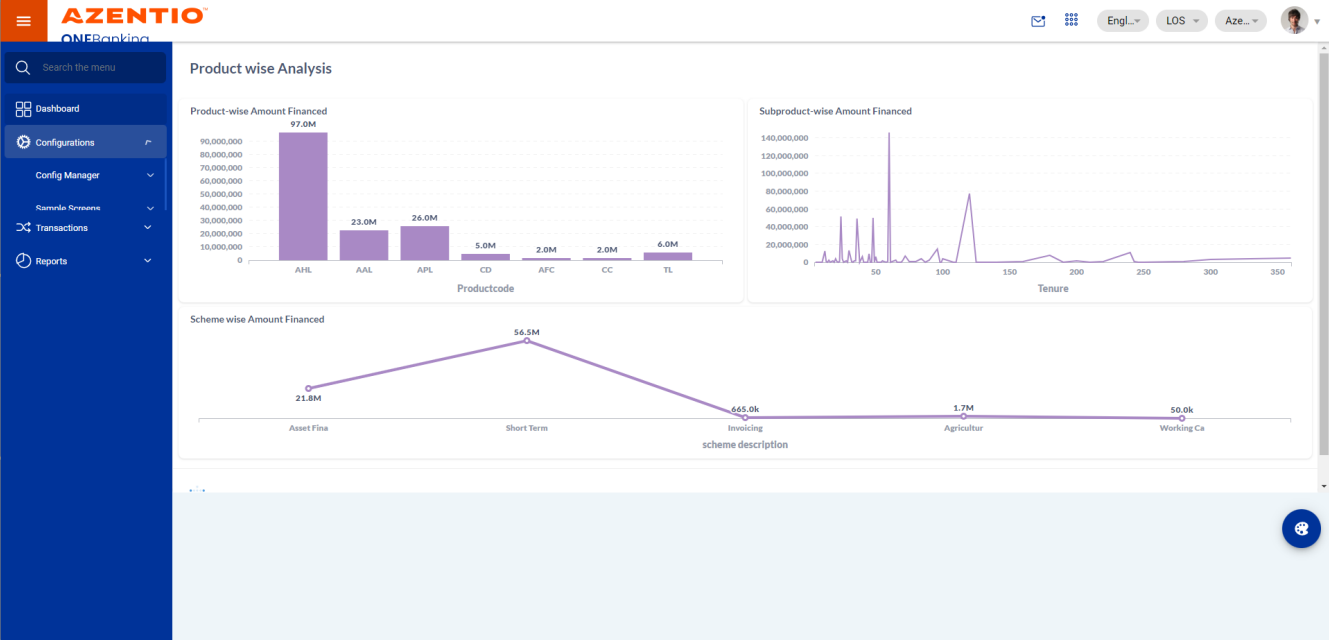 AZENTIO
ONEBanking
Engl...
LOS
Aze...
Search the menu
Dashboard
Configurations
Config Manager
Sample Screens
Transactions
Reports
Product wise Analysis
Product-wise Amount Financed
97.0M
90,000,000
80,000,000
70,000,000
60,000,000
50,000,000
40,000,000
30,000,000
20,000,000
10,000,000
0
23.0M
26.0M
5.0M
2.0M
2.0M
6.0M
AHL
AAL
APL
CD
AFC
CC
TL
Productcode
Subproduct-wise Amount Financed
140,000,000
120,000,000
100,000,000
80,000,000
60,000,000
40,000,000
20,000,000
0
50
100
150
200
250
300
350
Tenure
Scheme wise Amount Financed
21.8M
56.5M
665.0k
1.7M
50.0k
Asset Fina
Short Term
Invoicing
Agricultur
Working Ca
scheme description